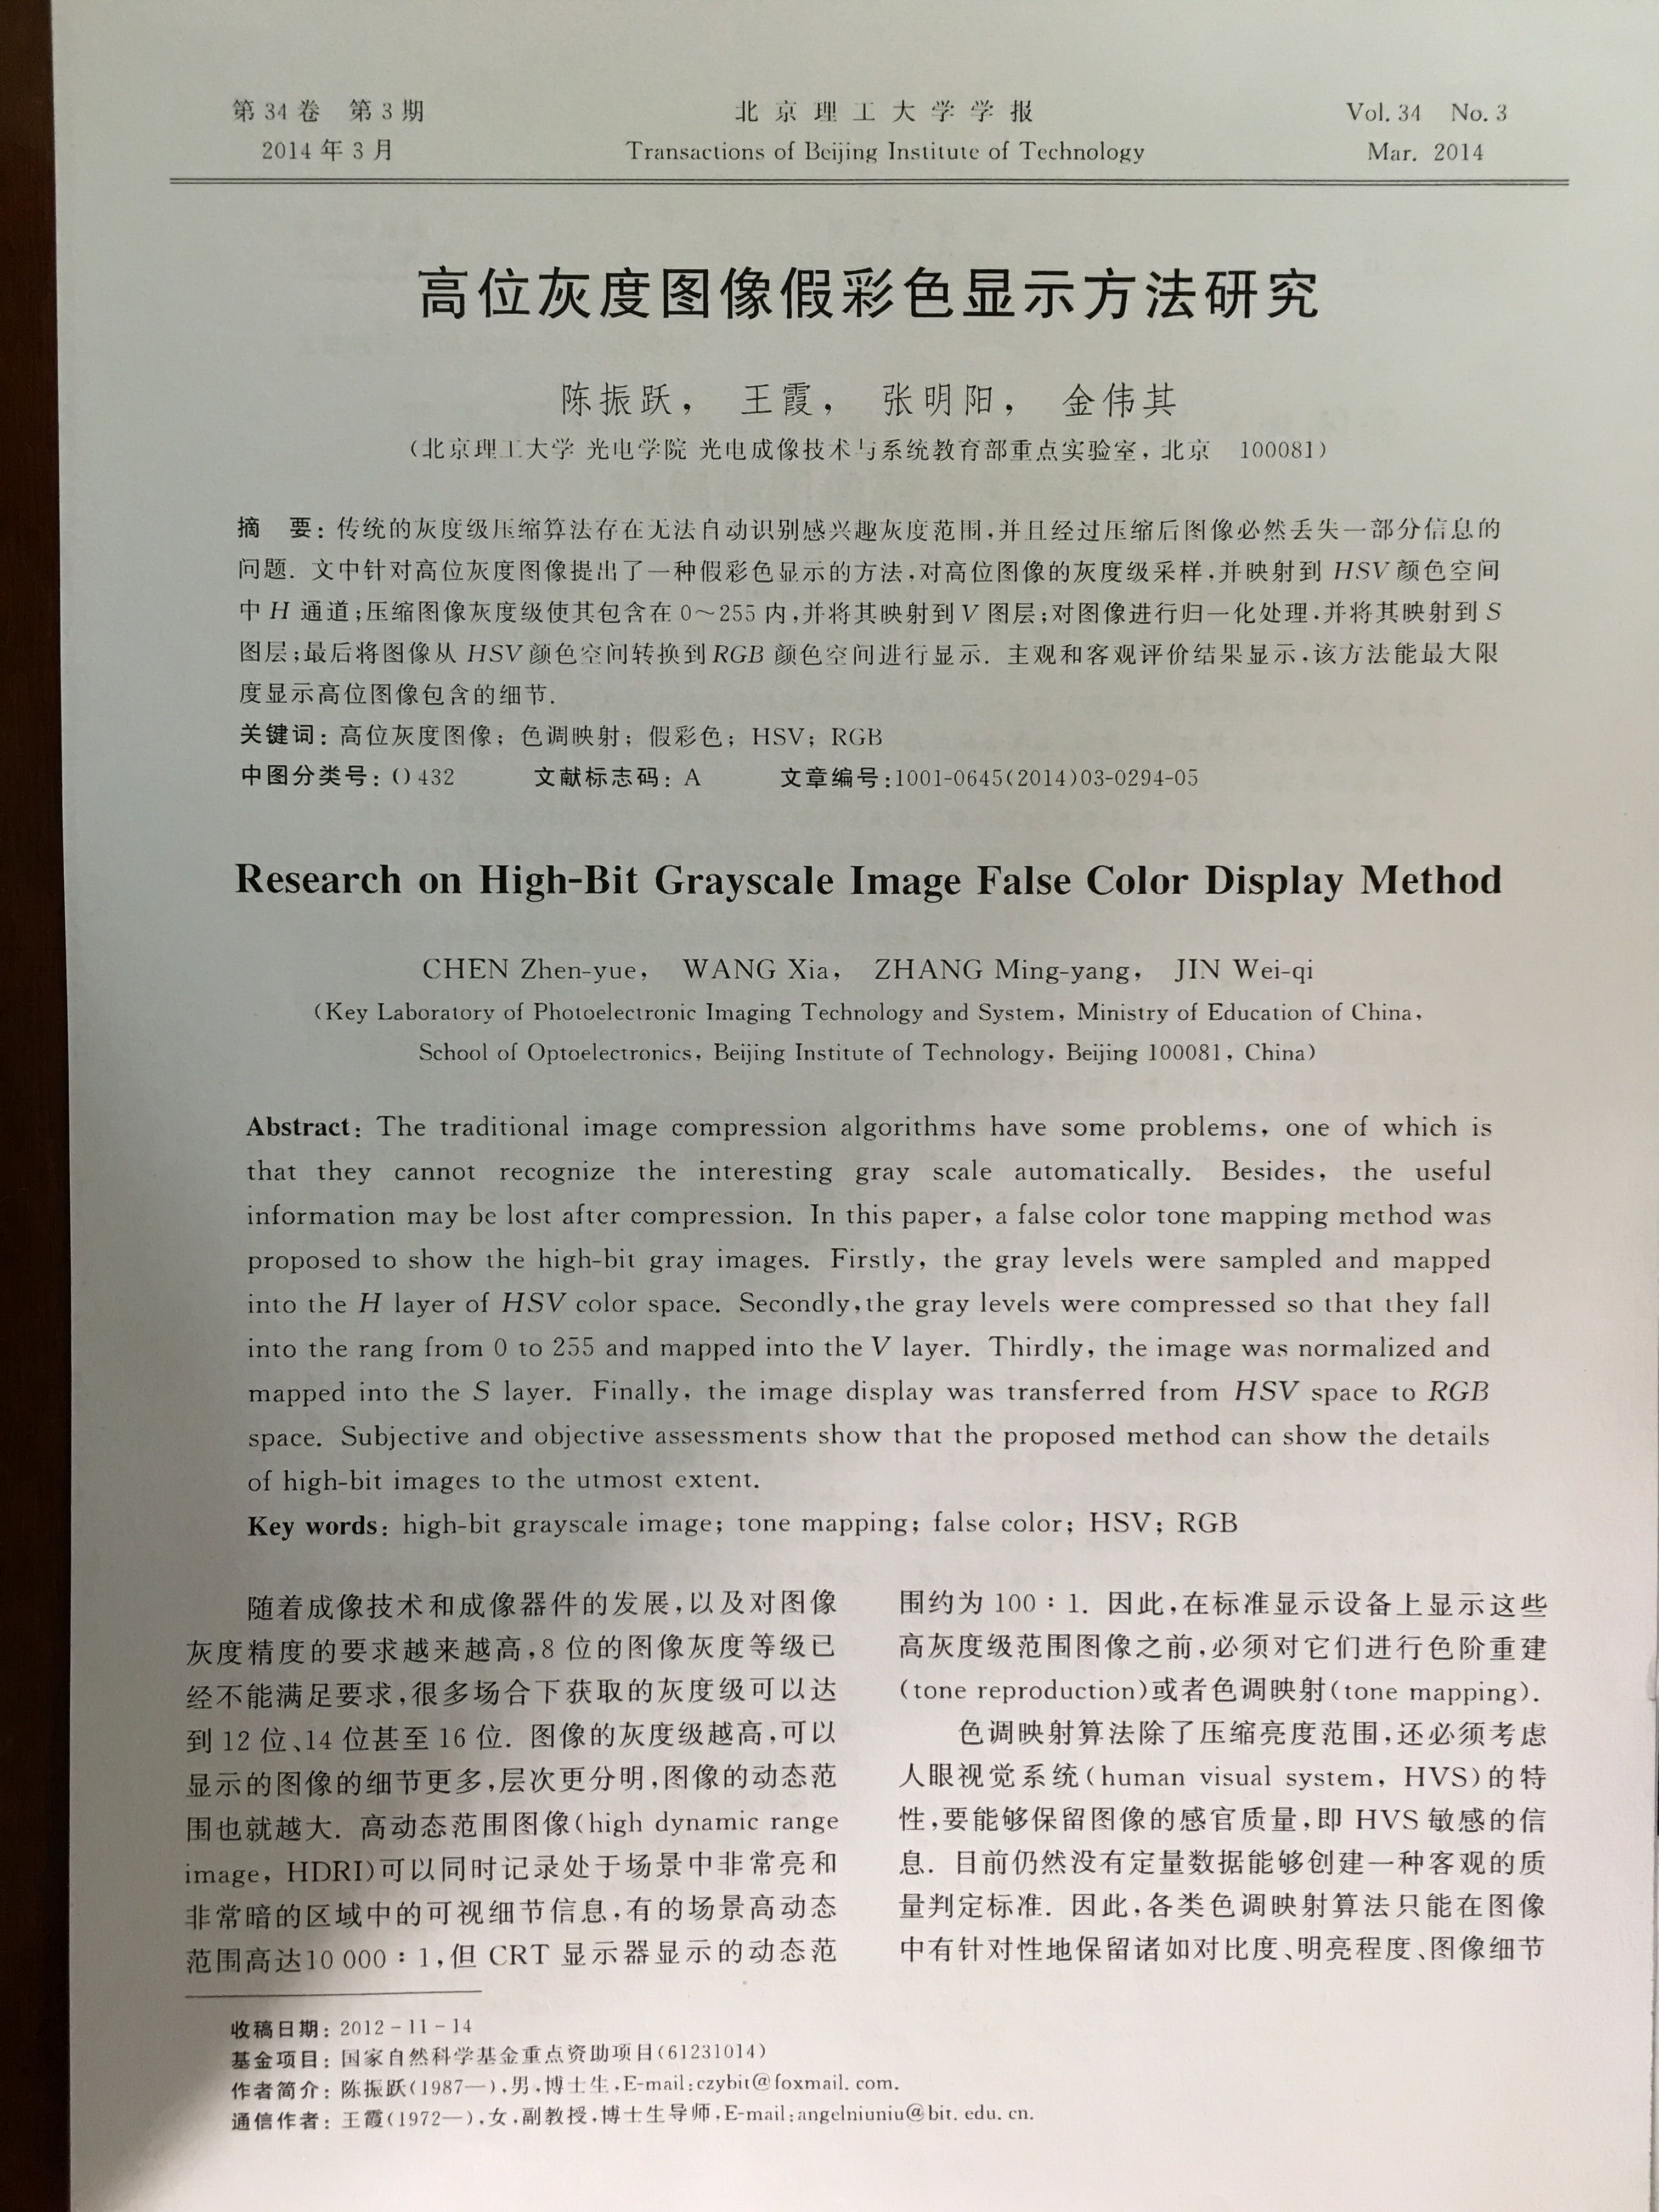 第 34 卷 第 3 期
2014 年 3 月
北京理工大学学报
Transactions of Beijing Institute of Technology
Vol. 34 No. 3
Mar. 2014
高位灰度图像假彩色显示方法研究
陈振跃， 王霞， 张明阳， 金伟其
（北京理工大学 光电学院 光电成像技术与系统教育部重点实验室，北京 100081）
摘 要：传统的灰度级压缩算法存在无法自动识别感兴趣灰度范围，并且经过压缩后图像必然丢失一部分信息的
问题. 文中针对高位灰度图像提出了一种假彩色显示的方法，对高位图像的灰度级采样，并映射到 HSV 颜色空间
中 H 通道；压缩图像灰度级使其包含在 0～255 内，并将其映射到 V 图层；对图像进行归一化处理，并将其映射到 S
图层；最后将图像从 HSV 颜色空间转换到 RGB 颜色空间进行显示. 主观和客观评价结果显示，该方法能最大限
度显示高位图像包含的细节.
关键词：高位灰度图像；色调映射；假彩色；HSV；RGB
中图分类号：O 432 文献标志码：A 文章编号：1001-0645(2014)03-0294-05
Research on High-Bit Grayscale Image False Color Display Method
CHEN Zhen-yue， WANG Xia， ZHANG Ming-yang， JIN Wei-qi
(Key Laboratory of Photoelectronic Imaging Technology and System, Ministry of Education of China,
School of Optoelectronics, Beijing Institute of Technology, Beijing 100081, China)
Abstract: The traditional image compression algorithms have some problems, one of which is
that they cannot recognize the interesting gray scale automatically. Besides, the useful
information may be lost after compression. In this paper, a false color tone mapping method was
proposed to show the high-bit gray images. Firstly, the gray levels were sampled and mapped
into the H layer of HSV color space. Secondly, the gray levels were compressed so that they fall
into the rang from 0 to 255 and mapped into the V layer. Thirdly, the image was normalized and
mapped into the S layer. Finally, the image display was transferred from HSV space to RGB
space. Subjective and objective assessments show that the proposed method can show the details
of high-bit images to the utmost extent.
Key words: high-bit grayscale image; tone mapping; false color; HSV; RGB
随着成像技术和成像器件的发展，以及对图像
灰度精度的要求越来越高，8 位的图像灰度等级已
经不能满足要求，很多场合下获取的灰度级可以达
到 12 位、14 位甚至 16 位. 图像的灰度级越高，可以
显示的图像的细节更多，层次更分明，图像的动态范
围也就越大. 高动态范围图像(high dynamic range
image, HDRI)可以同时记录处于场景中非常亮和
非常暗的区域中的可视细节信息，有的场景高动态
范围高达10 000：1，但 CRT 显示器显示的动态范
围约为 100：1. 因此，在标准显示设备上显示这些
高灰度级范围图像之前，必须对它们进行色阶重建
(tone reproduction)或者色调映射(tone mapping).
色调映射算法除了压缩亮度范围，还必须考虑
人眼视觉系统(human visual system, HVS)的特
性，要能够保留图像的感官质量，即 HVS 敏感的信
息. 目前仍然没有定量数据能够创建一种客观的质
量判定标准. 因此，各类色调映射算法只能在图像
中有针对性地保留诸如对比度、明亮程度、图像细节
收稿日期：2012－11－14
基金项目：国家自然科学基金重点资助项目(61231014)
作者简介：陈振跃(1987—)，男，博士生，E-mail:czybit@foxmail. com.
通信作者：王霞(1972—)，女，副教授，博士生导师，E-mail:angelniuniu@bit. edu. cn.